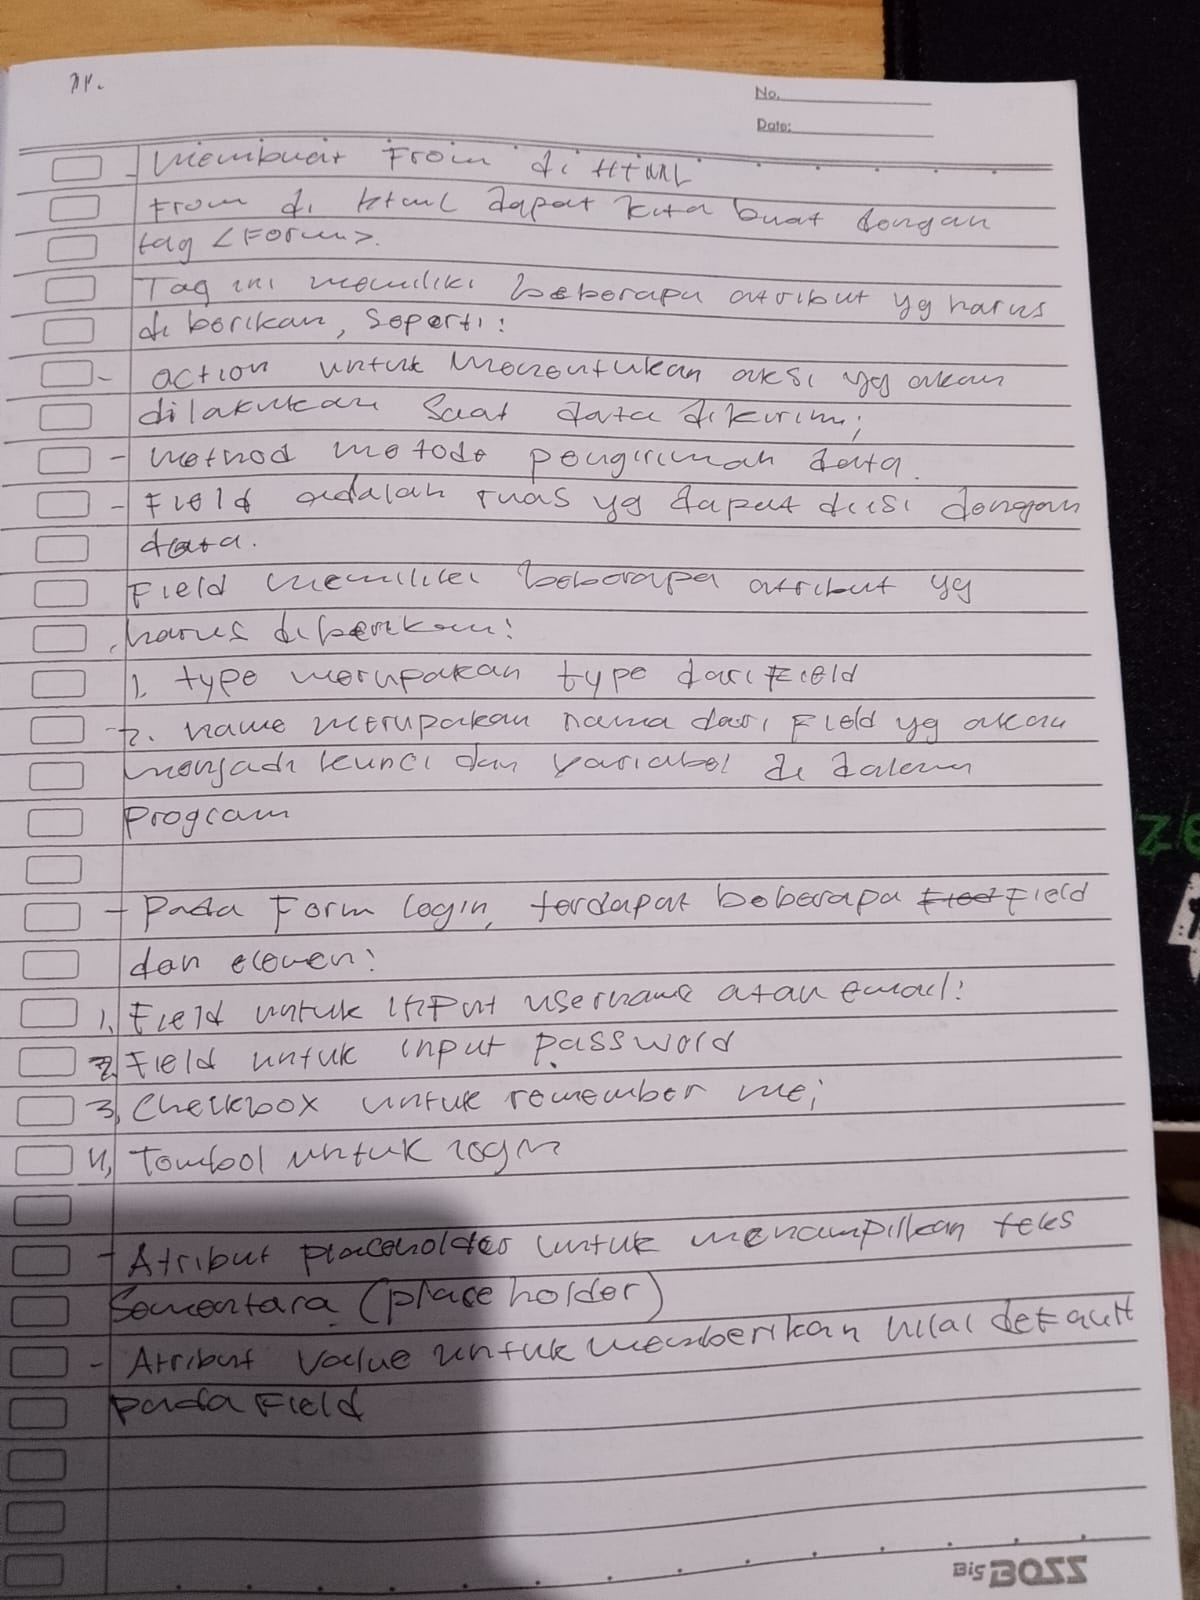 No.
Date:
- Membuat From di HTML
From di html dapat kita buat dengan
tag <Form>.
Tag ini memiliki beberapa atribut yg harus
di berikan, seperti:
- action untuk Menentukan aksi yg akan
dilakukan saat data dikirim;
- method metode pengiriman data.
- Field adalah ruas yg dapat diisi dengan
data.
Field memiliki beberapa atribut yg
harus diberikan:
1. type merupakan type dari Field
2. name merupakan nama dari Field yg akan
menjadi kunci dan variabel di dalam
Program
- Pada Form login, terdapat beberapa Field
dan elemen:
1. Field untuk input username atau email:
2. Field untuk input password
3. Checkbox untuk remember me;
4. Tombol untuk login
- Atribut placeholder untuk menampilkan teks
Sementara (place holder)
- Atribut value untuk memberikan nilai default
pada Field
BIG BOSS